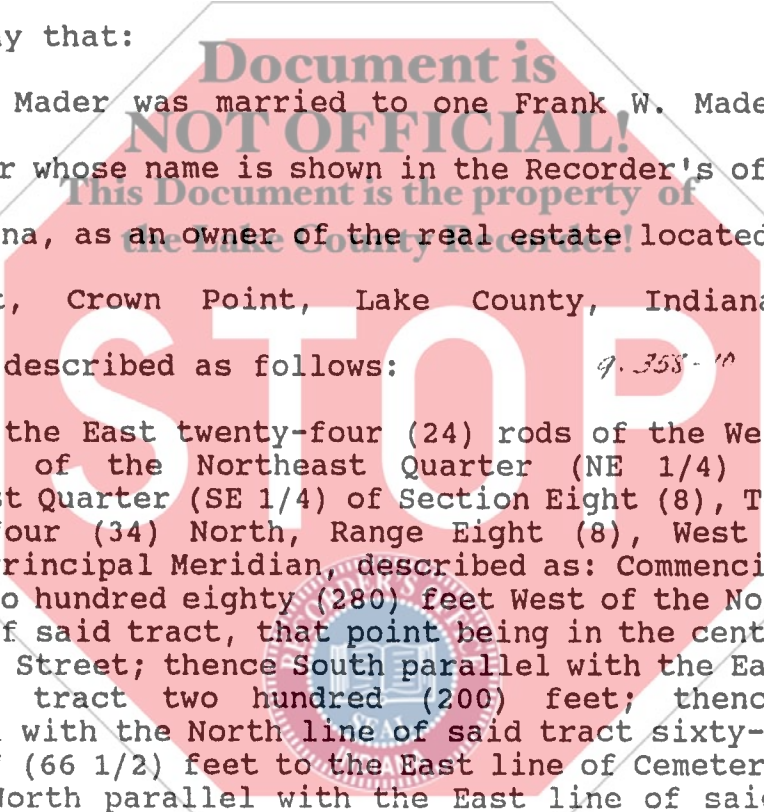 y that:
Document is
Mader was married to one Frank W. Made
NOT OFFICIAL!
r whose name is shown in the Recorder's of
This Document is the property of
na, as an owner of the real estate located
the Lake County Recorder!
t, Crown Point, Lake County, Indiana
described as follows:
STOP
the East twenty-four (24) rods of the We
of the Northeast Quarter (NE 1/4)
st Quarter (SE 1/4) of Section Eight (8), T
four (34) North, Range Eight (8), West
rincipal Meridian, described as: Commenci
o hundred eighty (280) feet West of the No
f said tract, that point being in the cent
Street; thence South parallel with the Ea
tract two hundred (200) feet; thenc
with the North line of said tract sixty-
(66 1/2) feet to the East line of Cemeter
North parallel with the East line of said
SEAL